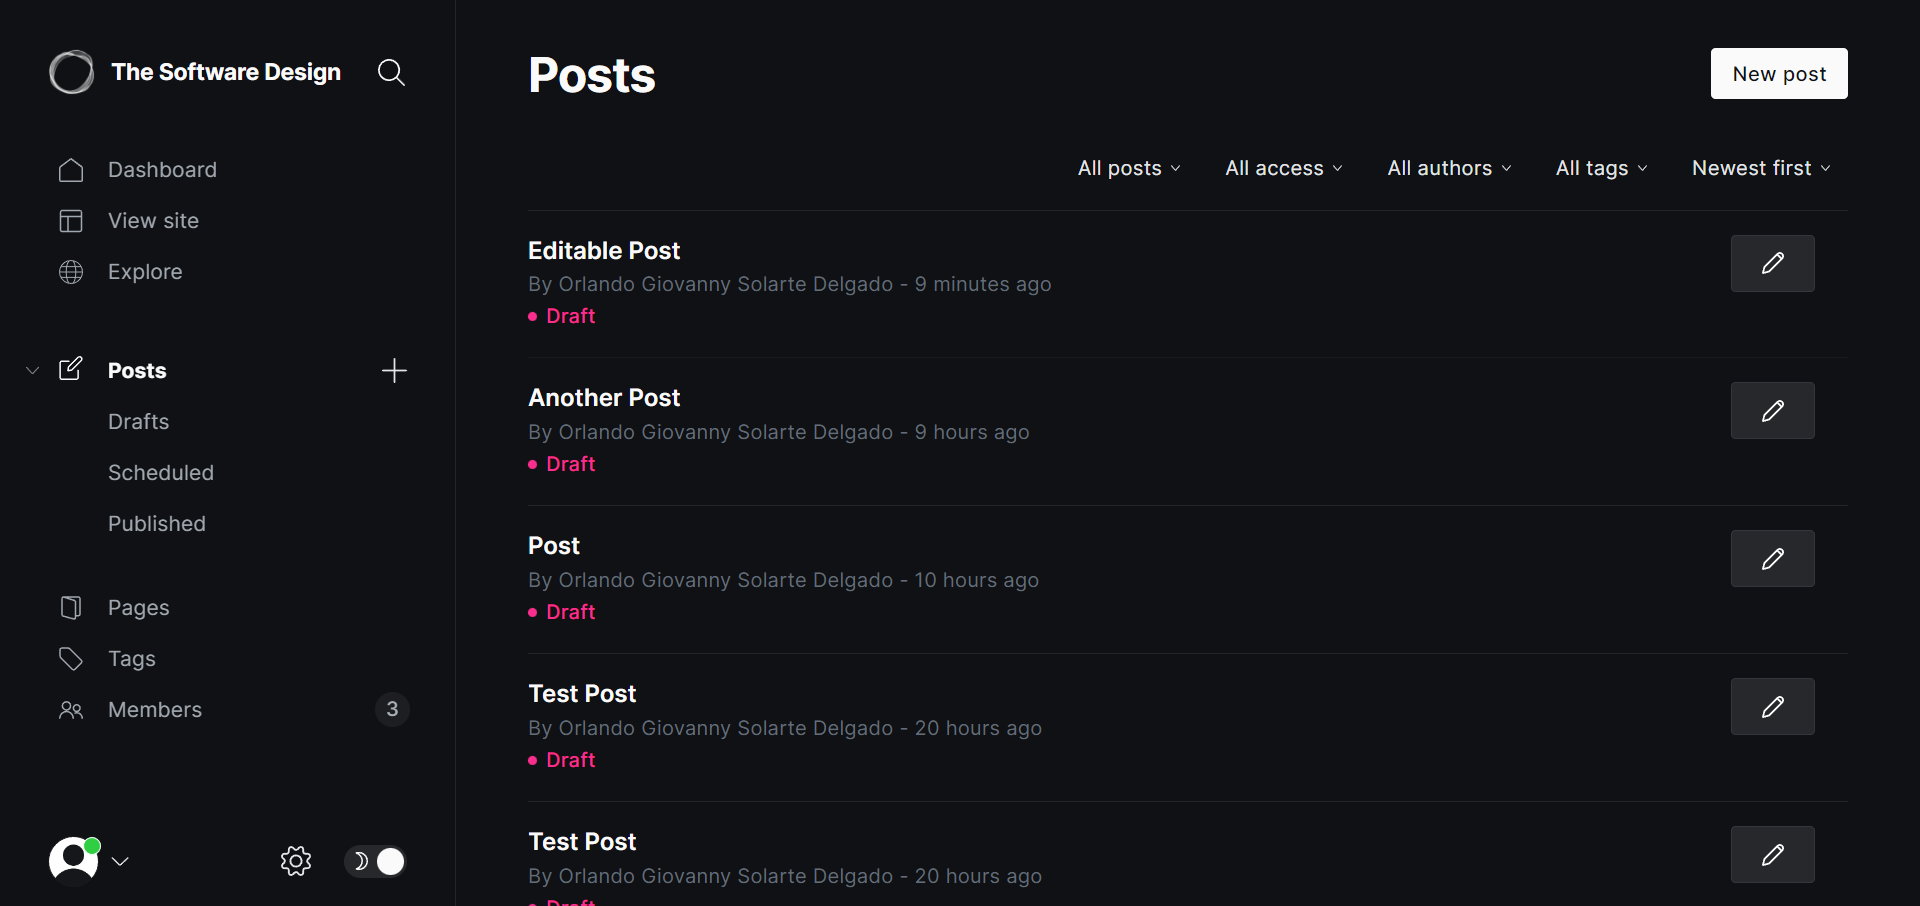 The Software Design
Dashboard
View site
Explore
Posts
Drafts
Scheduled
Published
Pages
Tags
Members
3
Posts
New post
All posts
All access
All authors
All tags
Newest first
Editable Post
By Orlando Giovanny Solarte Delgado - 9 minutes ago
Draft
Another Post
By Orlando Giovanny Solarte Delgado - 9 hours ago
Draft
Post
By Orlando Giovanny Solarte Delgado - 10 hours ago
Draft
Test Post
By Orlando Giovanny Solarte Delgado - 20 hours ago
Draft
Test Post
By Orlando Giovanny Solarte Delgado - 20 hours ago
Draft